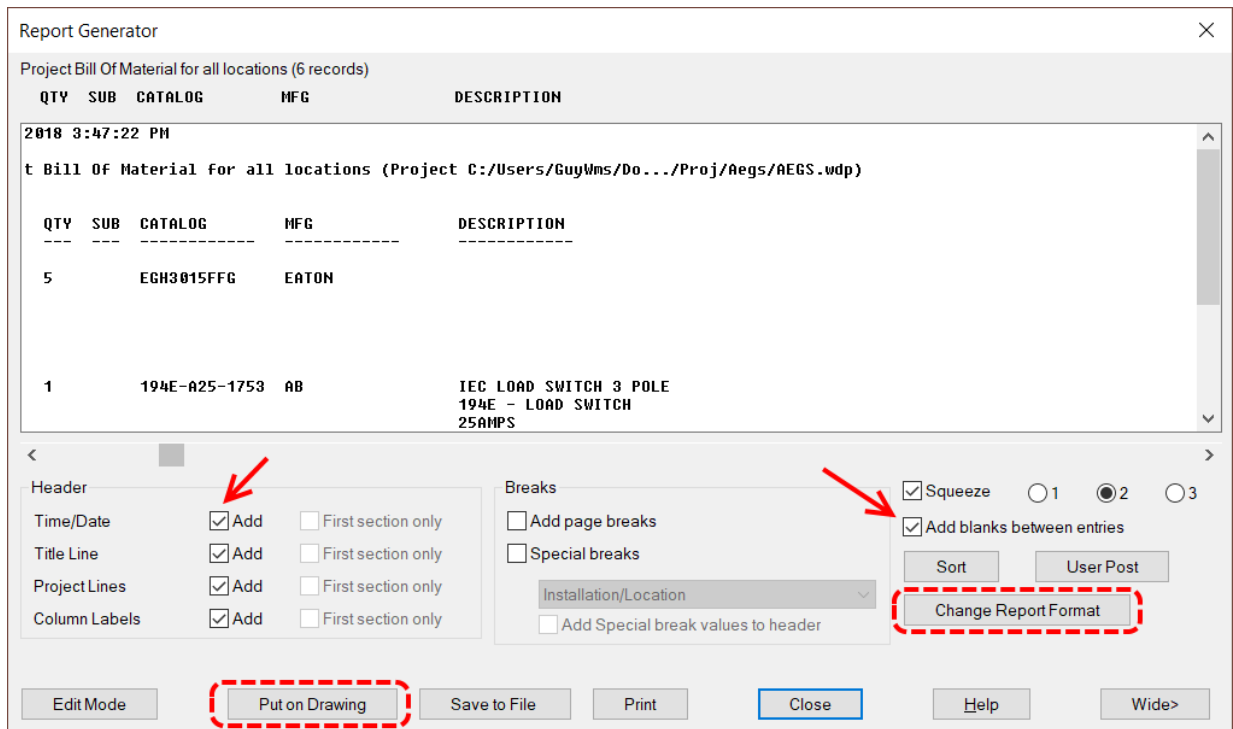 Report Generator
Project Bill Of Material for all locations (6 records)
QTY SUB CATALOG MFG DESCRIPTION
2018 3:47:22 PM
t Bill Of Material for all locations (Project C:/Users/GuyWms/Do.../Proj/Aegs/AEGS.wdp)
QTY SUB CATALOG MFG DESCRIPTION
--- --- ------------ ------------ ------------
5 EGH3015FFG EATON
1 194E-A25-1753 AB IEC LOAD SWITCH 3 POLE
194E - LOAD SWITCH
25AMPS
Header
Time/Date Add First section only
Title Line Add First section only
Project Lines Add First section only
Column Labels Add First section only
Breaks
Add page breaks
Special breaks
Installation/Location
Add Special break values to header
Squeeze 1 2 3
Add blanks between entries
Sort User Post
Change Report Format
Edit Mode Put on Drawing Save to File Print Close Help Wide>